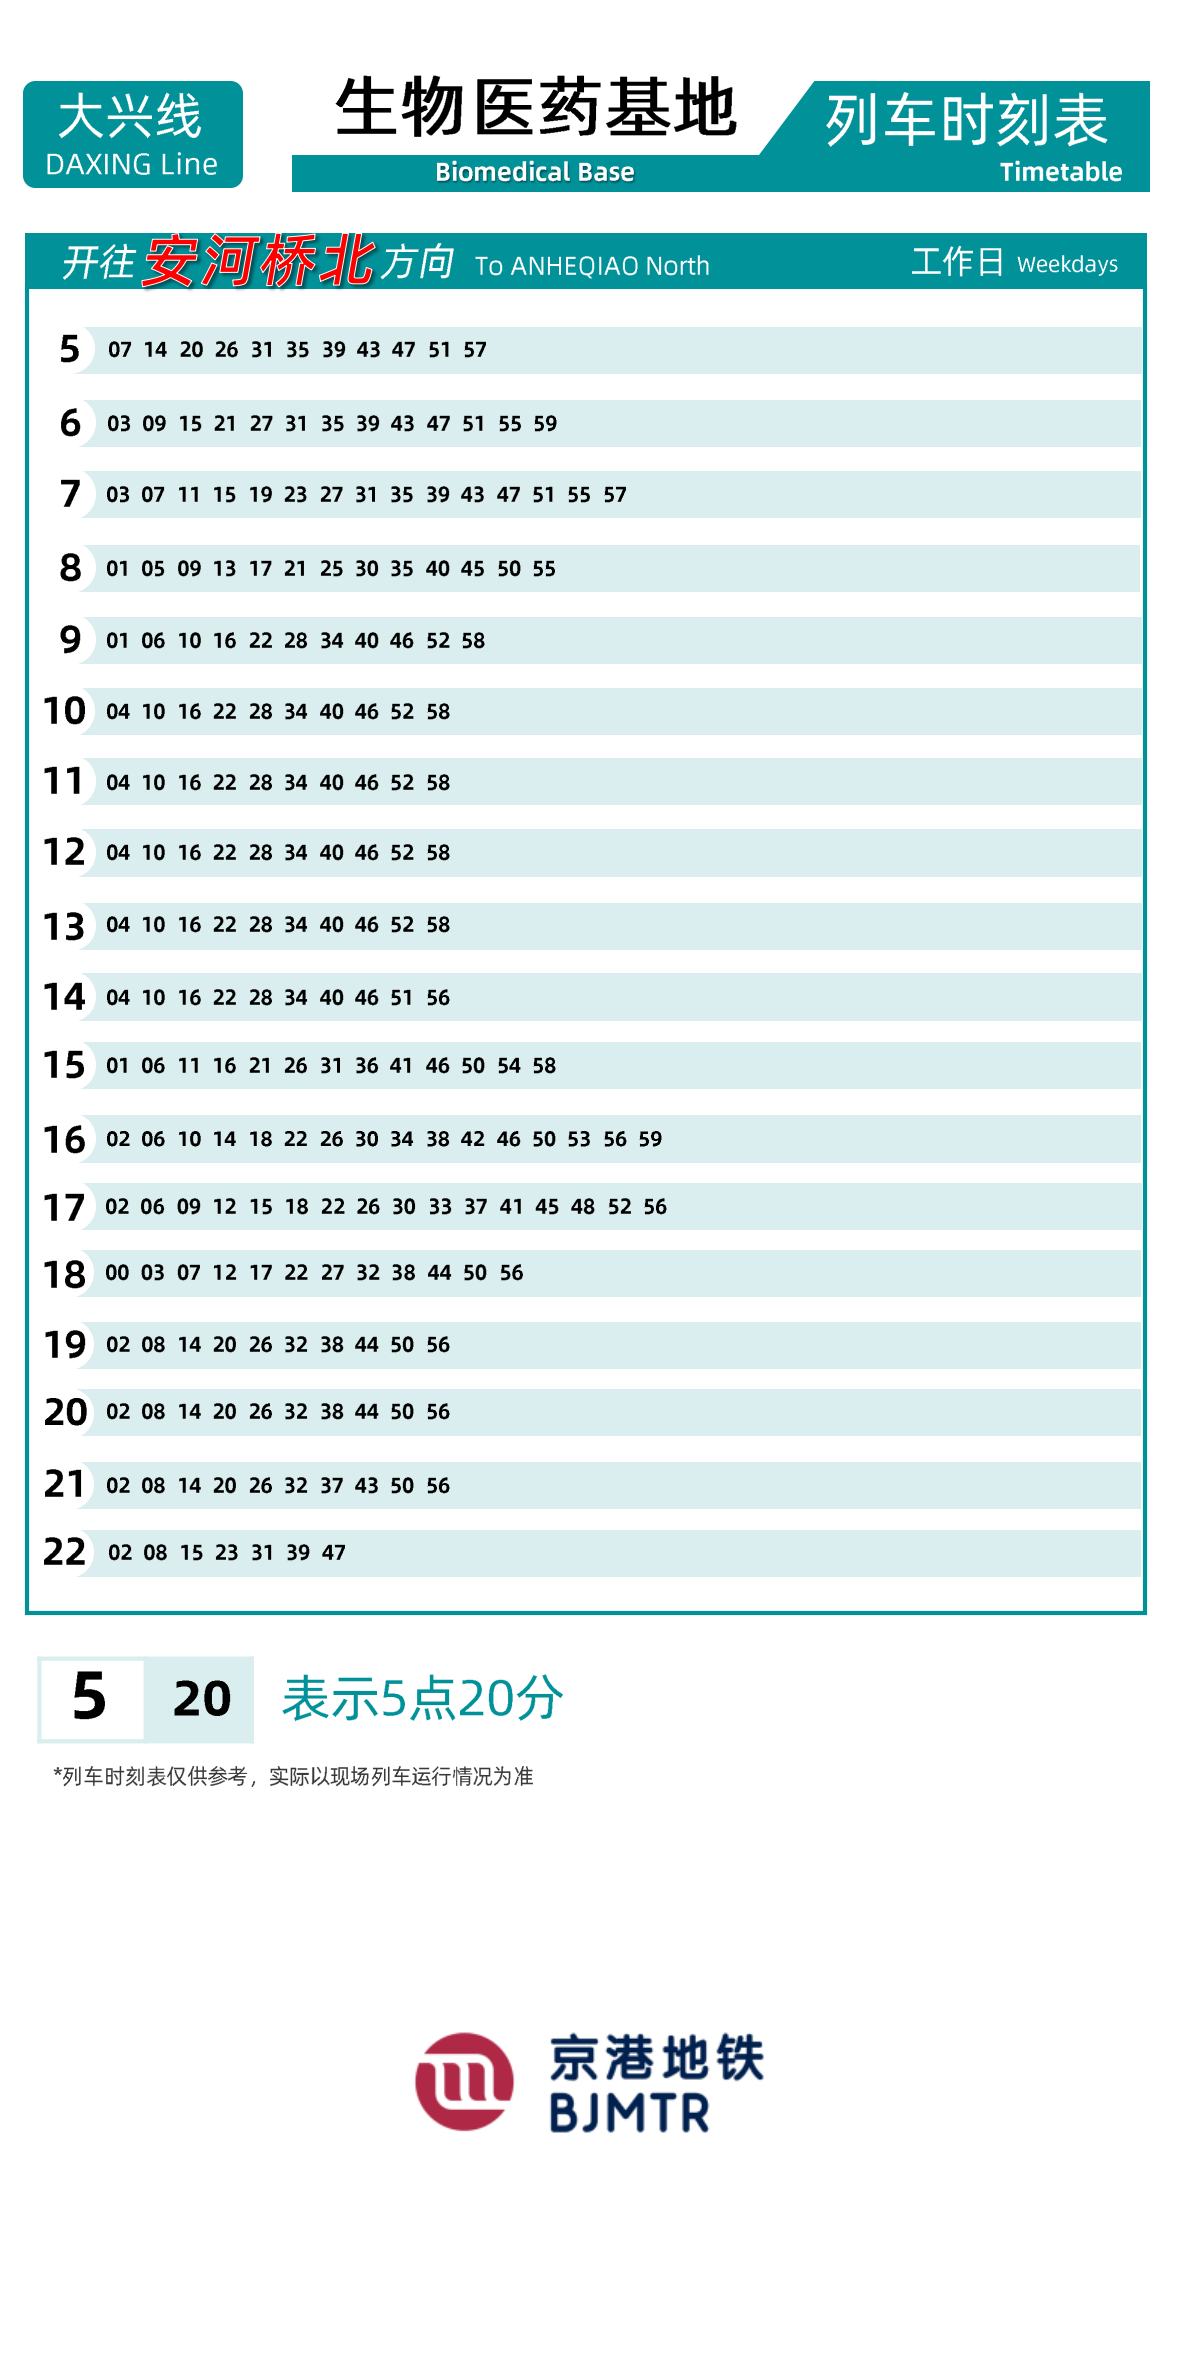 大兴线
DAXING Line
生物医药基地
Biomedical Base
列车时刻表
Timetable
开往安河桥北方向 To ANHEQIAO North 工作日 Weekdays
5 07 14 20 26 31 35 39 43 47 51 57
6 03 09 15 21 27 31 35 39 43 47 51 55 59
7 03 07 11 15 19 23 27 31 35 39 43 47 51 55 57
8 01 05 09 13 17 21 25 30 35 40 45 50 55
9 01 06 10 16 22 28 34 40 46 52 58
10 04 10 16 22 28 34 40 46 52 58
11 04 10 16 22 28 34 40 46 52 58
12 04 10 16 22 28 34 40 46 52 58
13 04 10 16 22 28 34 40 46 52 58
14 04 10 16 22 28 34 40 46 51 56
15 01 06 11 16 21 26 31 36 41 46 50 54 58
16 02 06 10 14 18 22 26 30 34 38 42 46 50 53 56 59
17 02 06 09 12 15 18 22 26 30 33 37 41 45 48 52 56
18 00 03 07 12 17 22 27 32 38 44 50 56
19 02 08 14 20 26 32 38 44 50 56
20 02 08 14 20 26 32 38 44 50 56
21 02 08 14 20 26 32 37 43 50 56
22 02 08 15 23 31 39 47
5 20 表示5点20分
*列车时刻表仅供参考，实际以现场列车运行情况为准
京港地铁
BJMTR